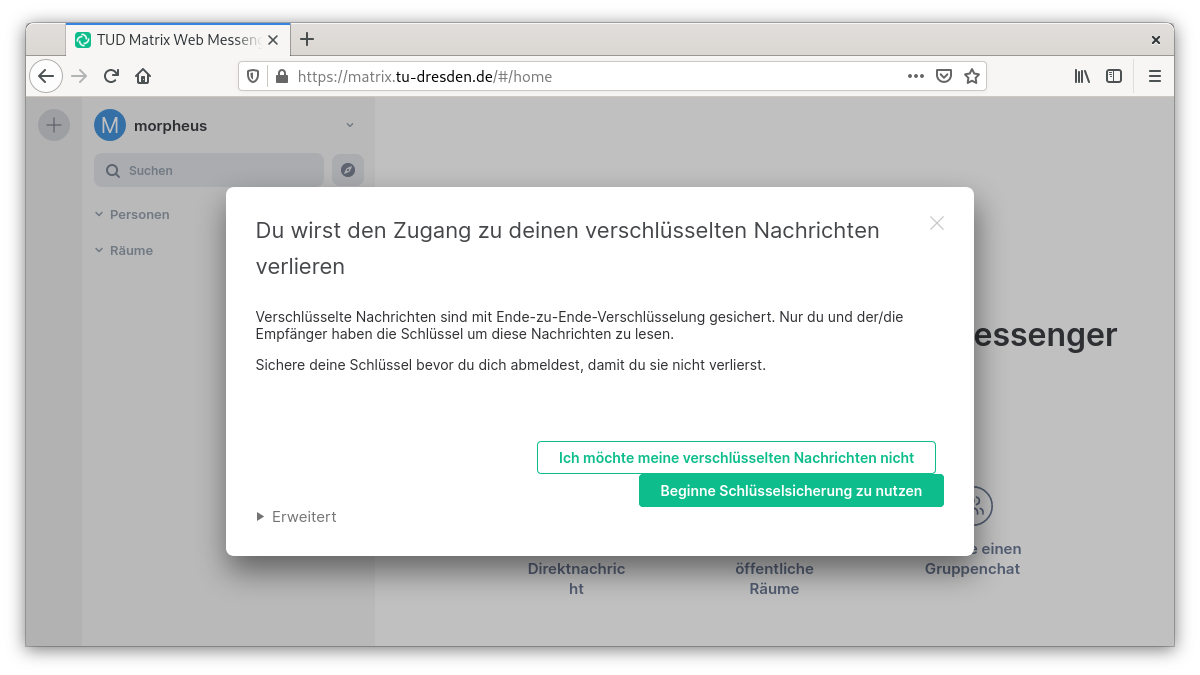 TUD Matrix Web Messeng
https://matrix.tu-dresden.de/#/home
M morpheus
Suchen
Personen
Räume
Du wirst den Zugang zu deinen verschlüsselten Nachrichten
verlieren
Verschlüsselte Nachrichten sind mit Ende-zu-Ende-Verschlüsselung gesichert. Nur du und der/die
Empfänger haben die Schlüssel um diese Nachrichten zu lesen.
Sichere deine Schlüssel bevor du dich abmeldest, damit du sie nicht verlierst.
essenger
Ich möchte meine verschlüsselten Nachrichten nicht
Beginne Schlüsselsicherung zu nutzen
Erweitert
e einen
Direktnachric
ht
öffentliche
Räume
Gruppenchat